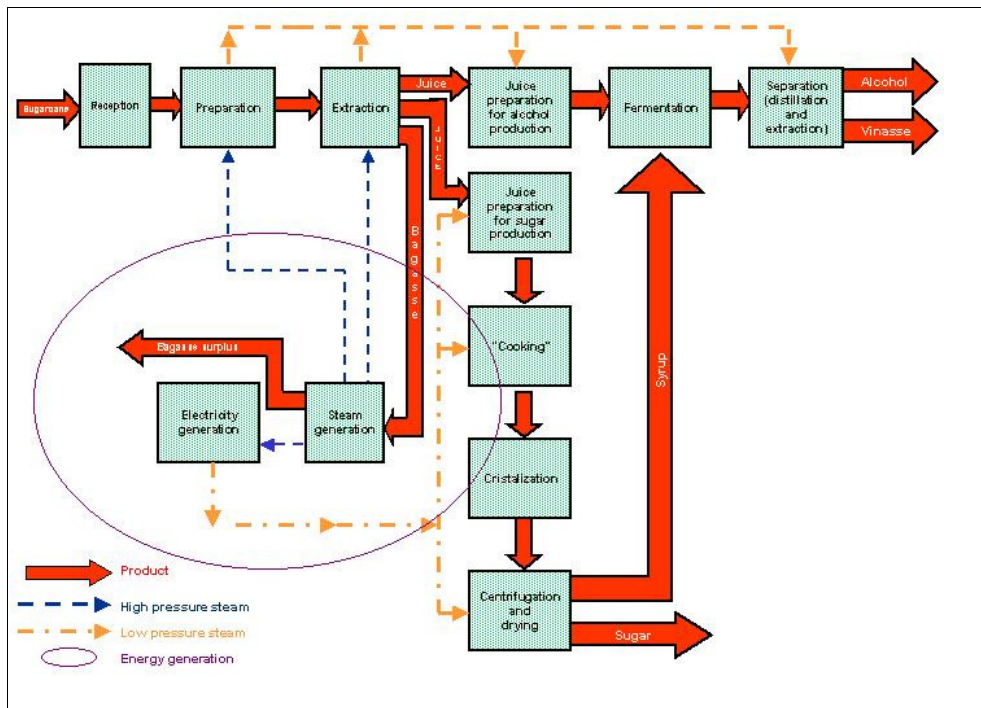 Sugarcane
Reception
Preparation
Extraction
Juice
Juice
preparation
for alcohol
production
Fermentation
Separation
(distillation
and
extraction)
Alcohol
Vinasse
Juice
Juice
preparation
for sugar
production
Bagasse
"Cooking"
Syrup
Bagasse surplus
Electricity
generation
Steam
generation
Cristalization
Centrifugation
and
drying
Sugar
Product
High pressure steam
Low pressure steam
Energy generation